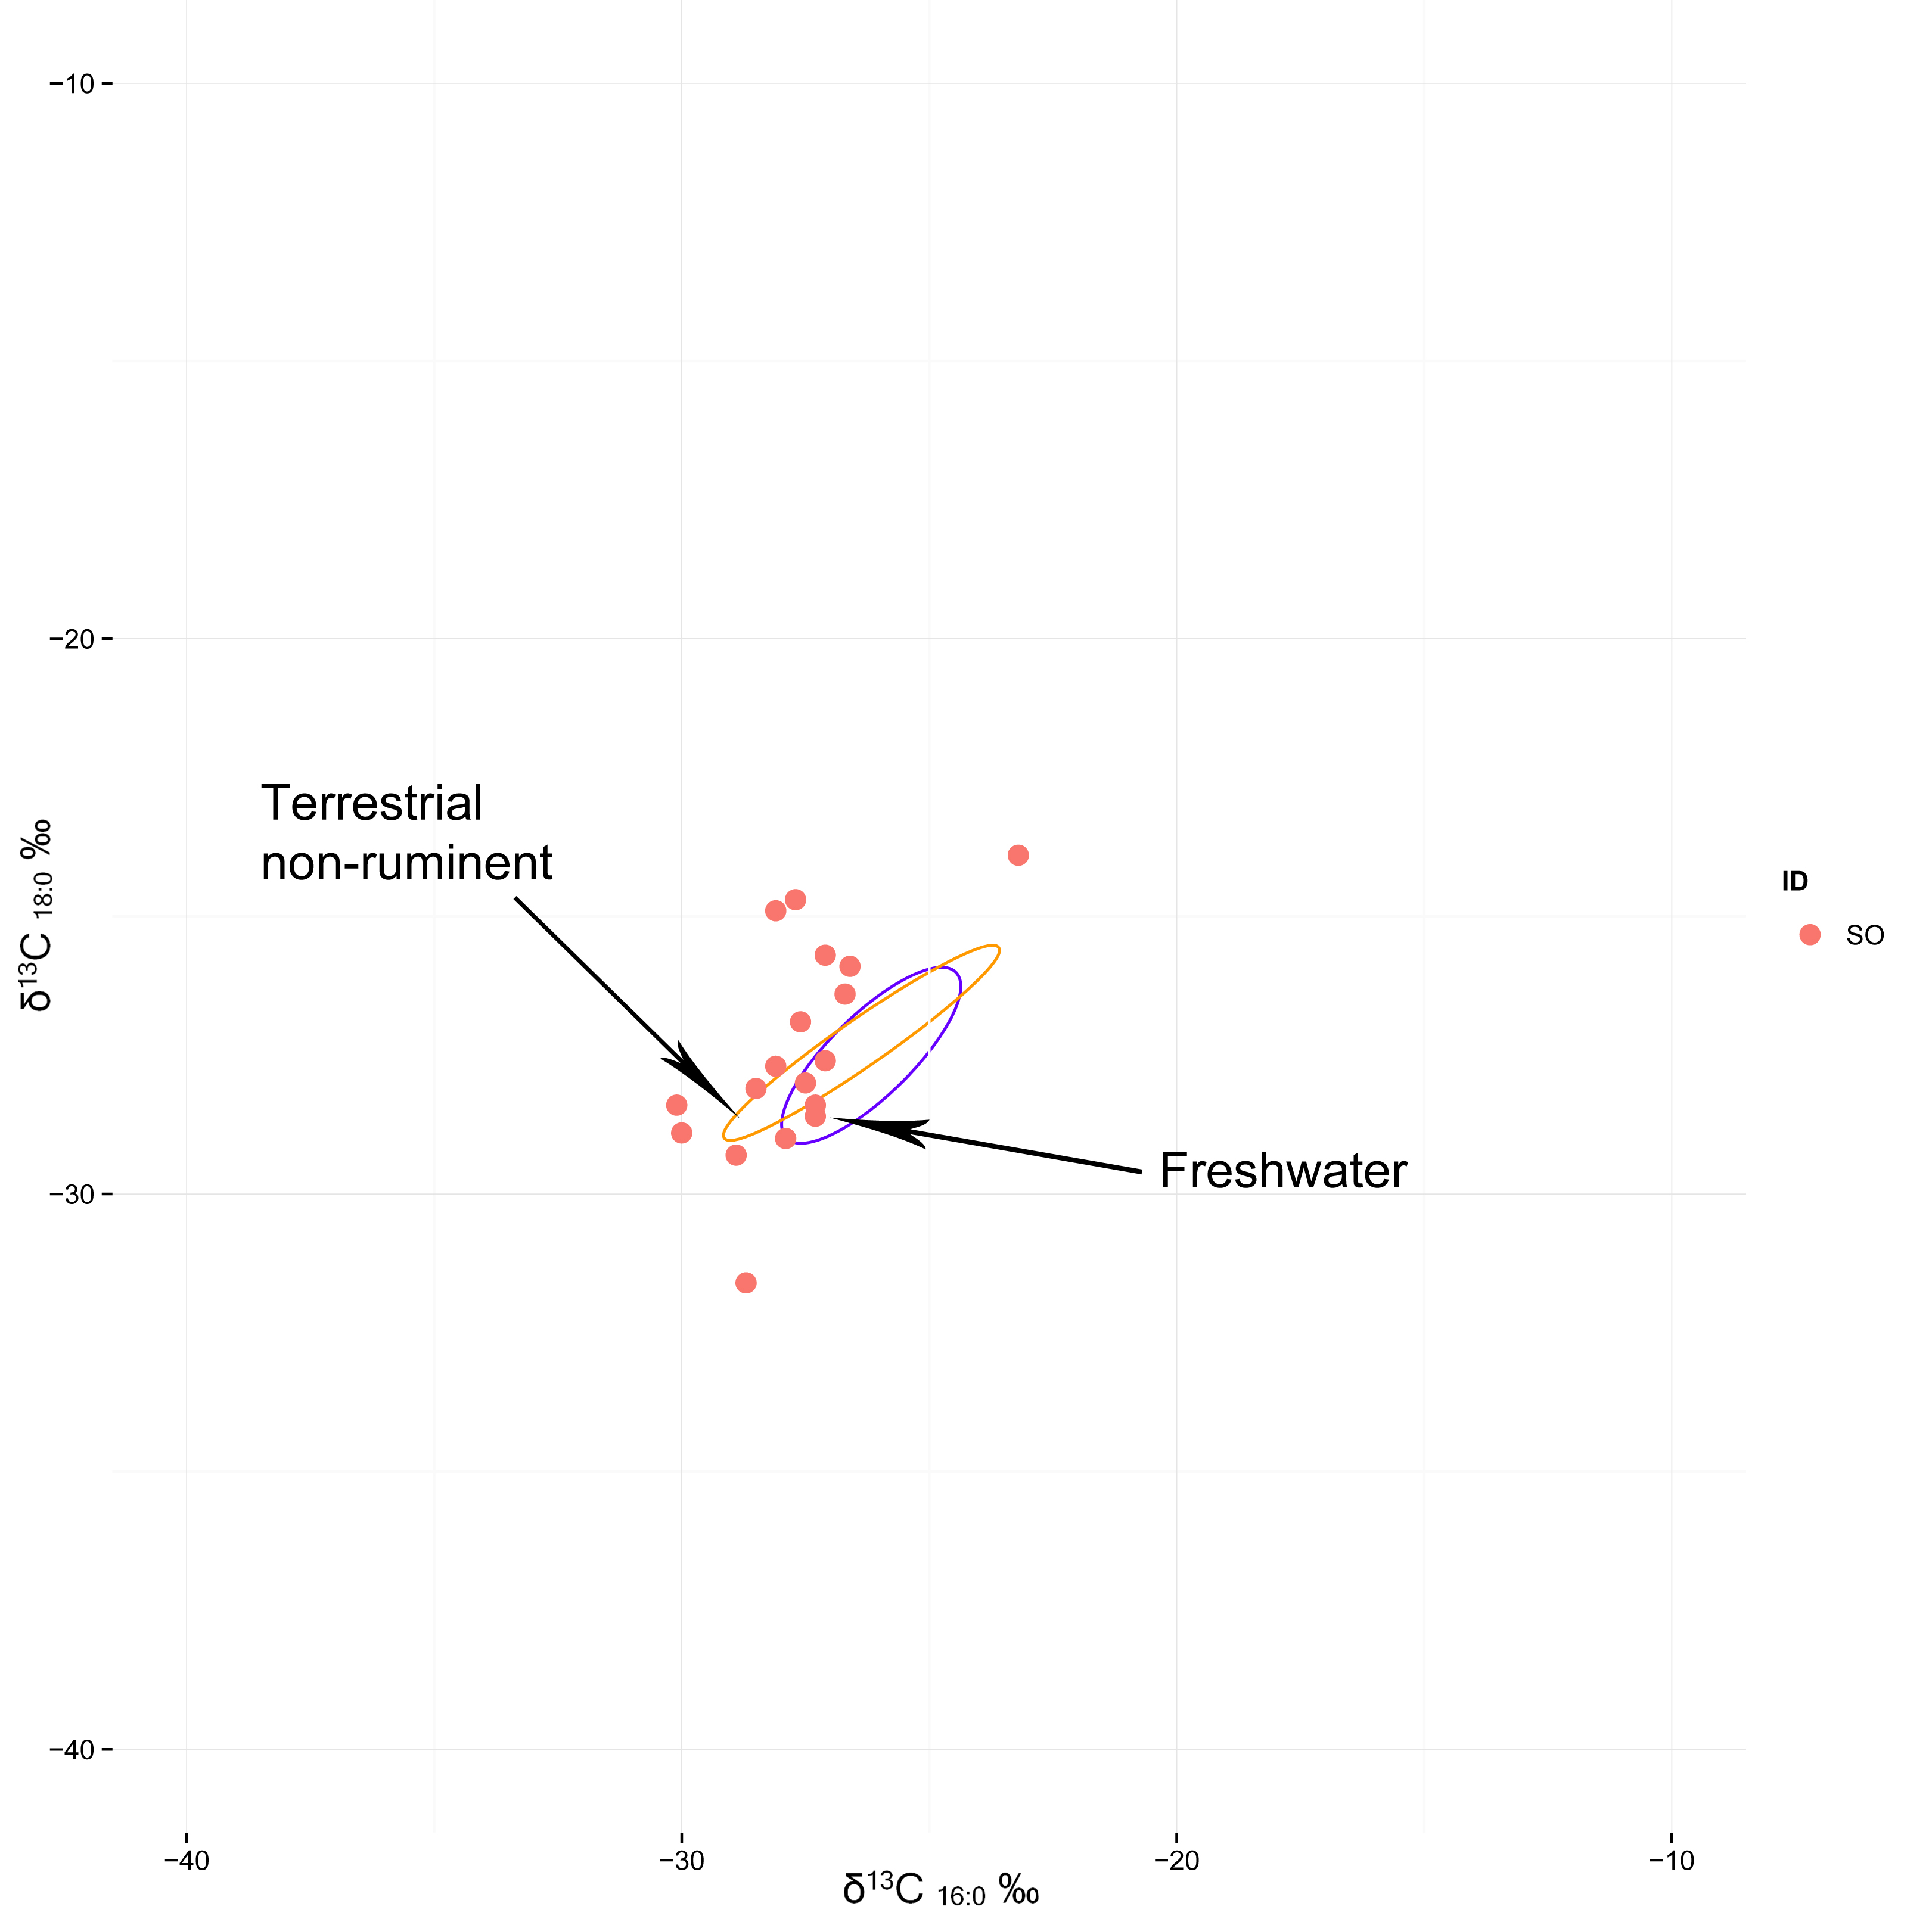 −10
−20
−30
−40
δ13C 18:0 ‰
Terrestrial
non-ruminent
Freshwater
ID
SO
−40
−30
−20
−10
δ13C 16:0 ‰